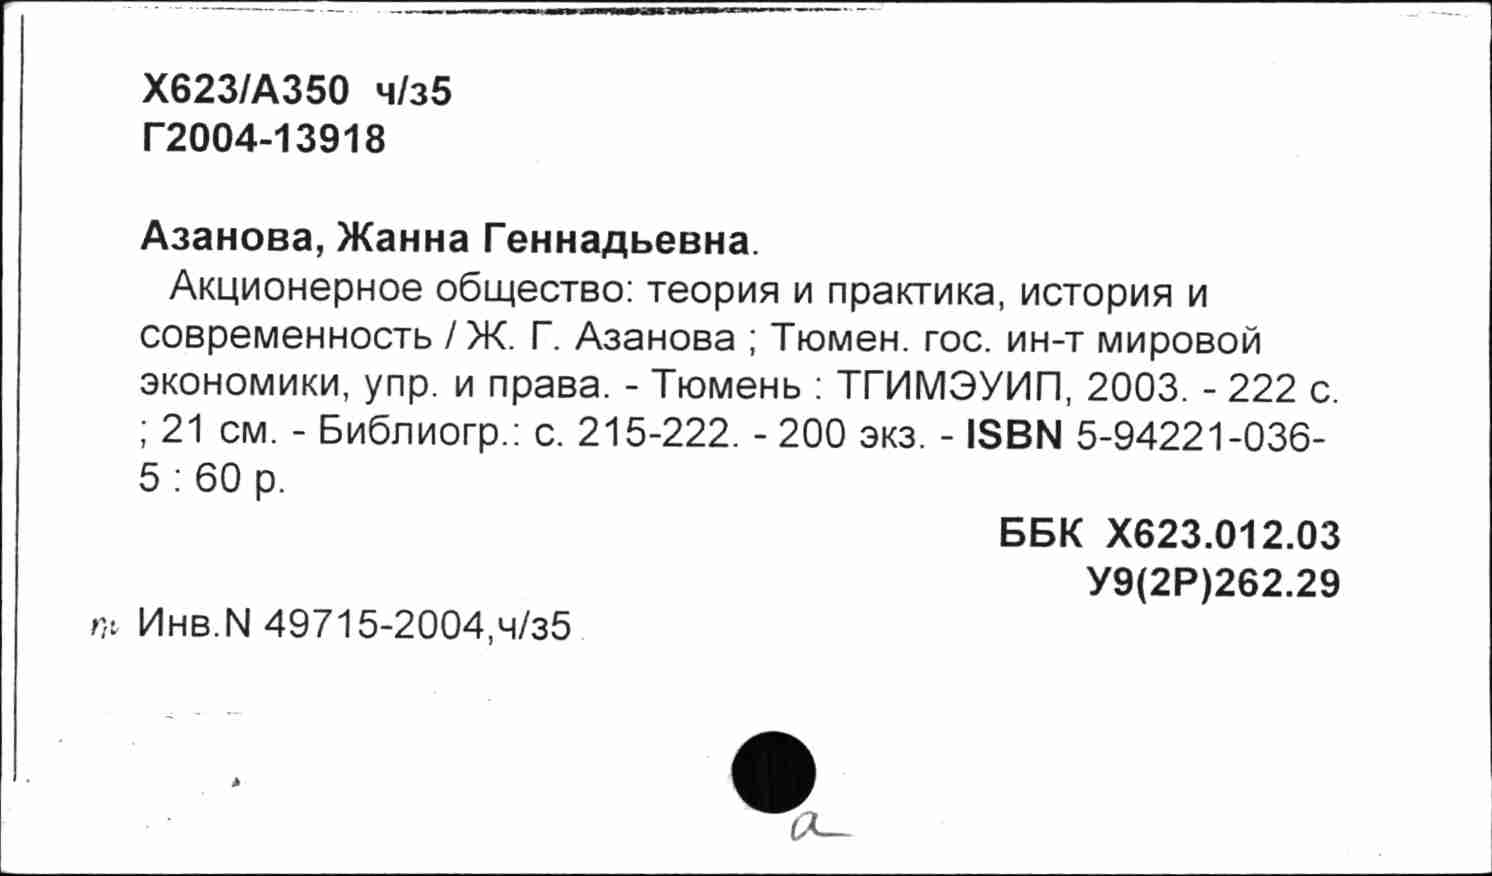 Х623/А350 ч/з5
Г2004-13918
Азанова, Жанна Геннадьевна.
Акционерное общество: теория и практика, история и
современность / Ж. Г. Азанова ; Тюмен. гос. ин-т мировой
экономики, упр. и права. - Тюмень : ТГИМЭУИП, 2003. - 222 с.
; 21 см. - Библиогр.: с. 215-222. - 200 экз. - ISBN 5-94221-036-
5 : 60 р.
ББК Х623.012.03
У9(2Р)262.29
Инв.N 49715-2004,ч/з5
а